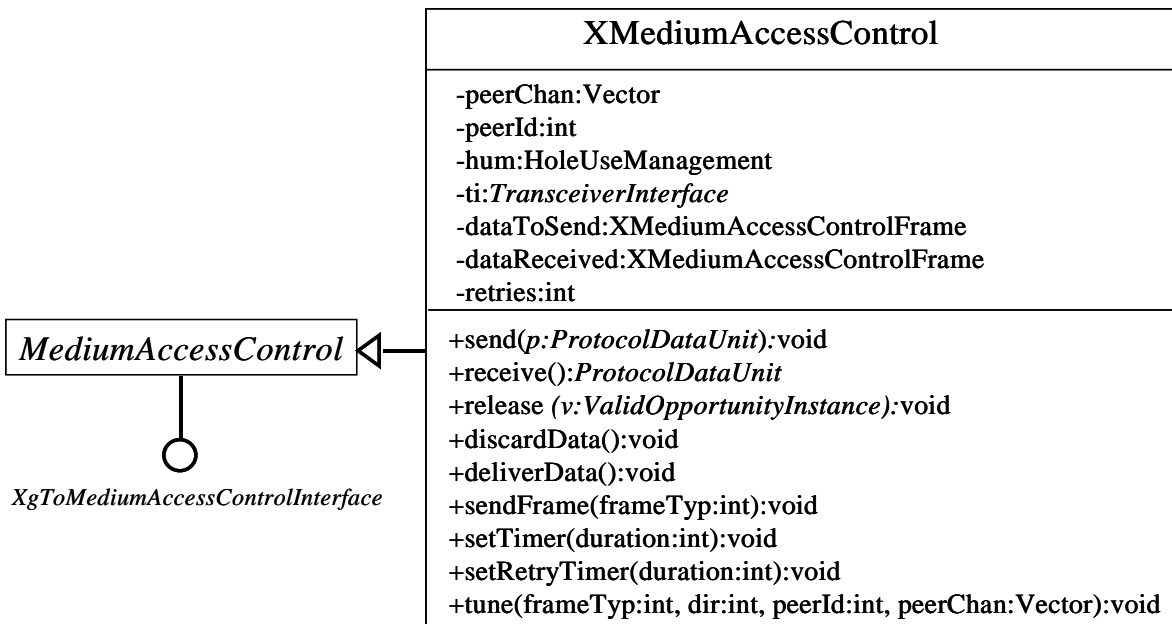 XMediumAccessControl
-peerChan:Vector
-peerId:int
-hum:HoleUseManagement
-ti:TransceiverInterface
-dataToSend:XMediumAccessControlFrame
-dataReceived:XMediumAccessControlFrame
-retries:int
+send(p:ProtocolDataUnit):void
+receive():ProtocolDataUnit
+release (v:ValidOpportunityInstance):void
+discardData():void
+deliverData():void
+sendFrame(frameTyp:int):void
+setTimer(duration:int):void
+setRetryTimer(duration:int):void
+tune(frameTyp:int, dir:int, peerId:int, peerChan:Vector):void
MediumAccessControl
XgToMediumAccessControlInterface